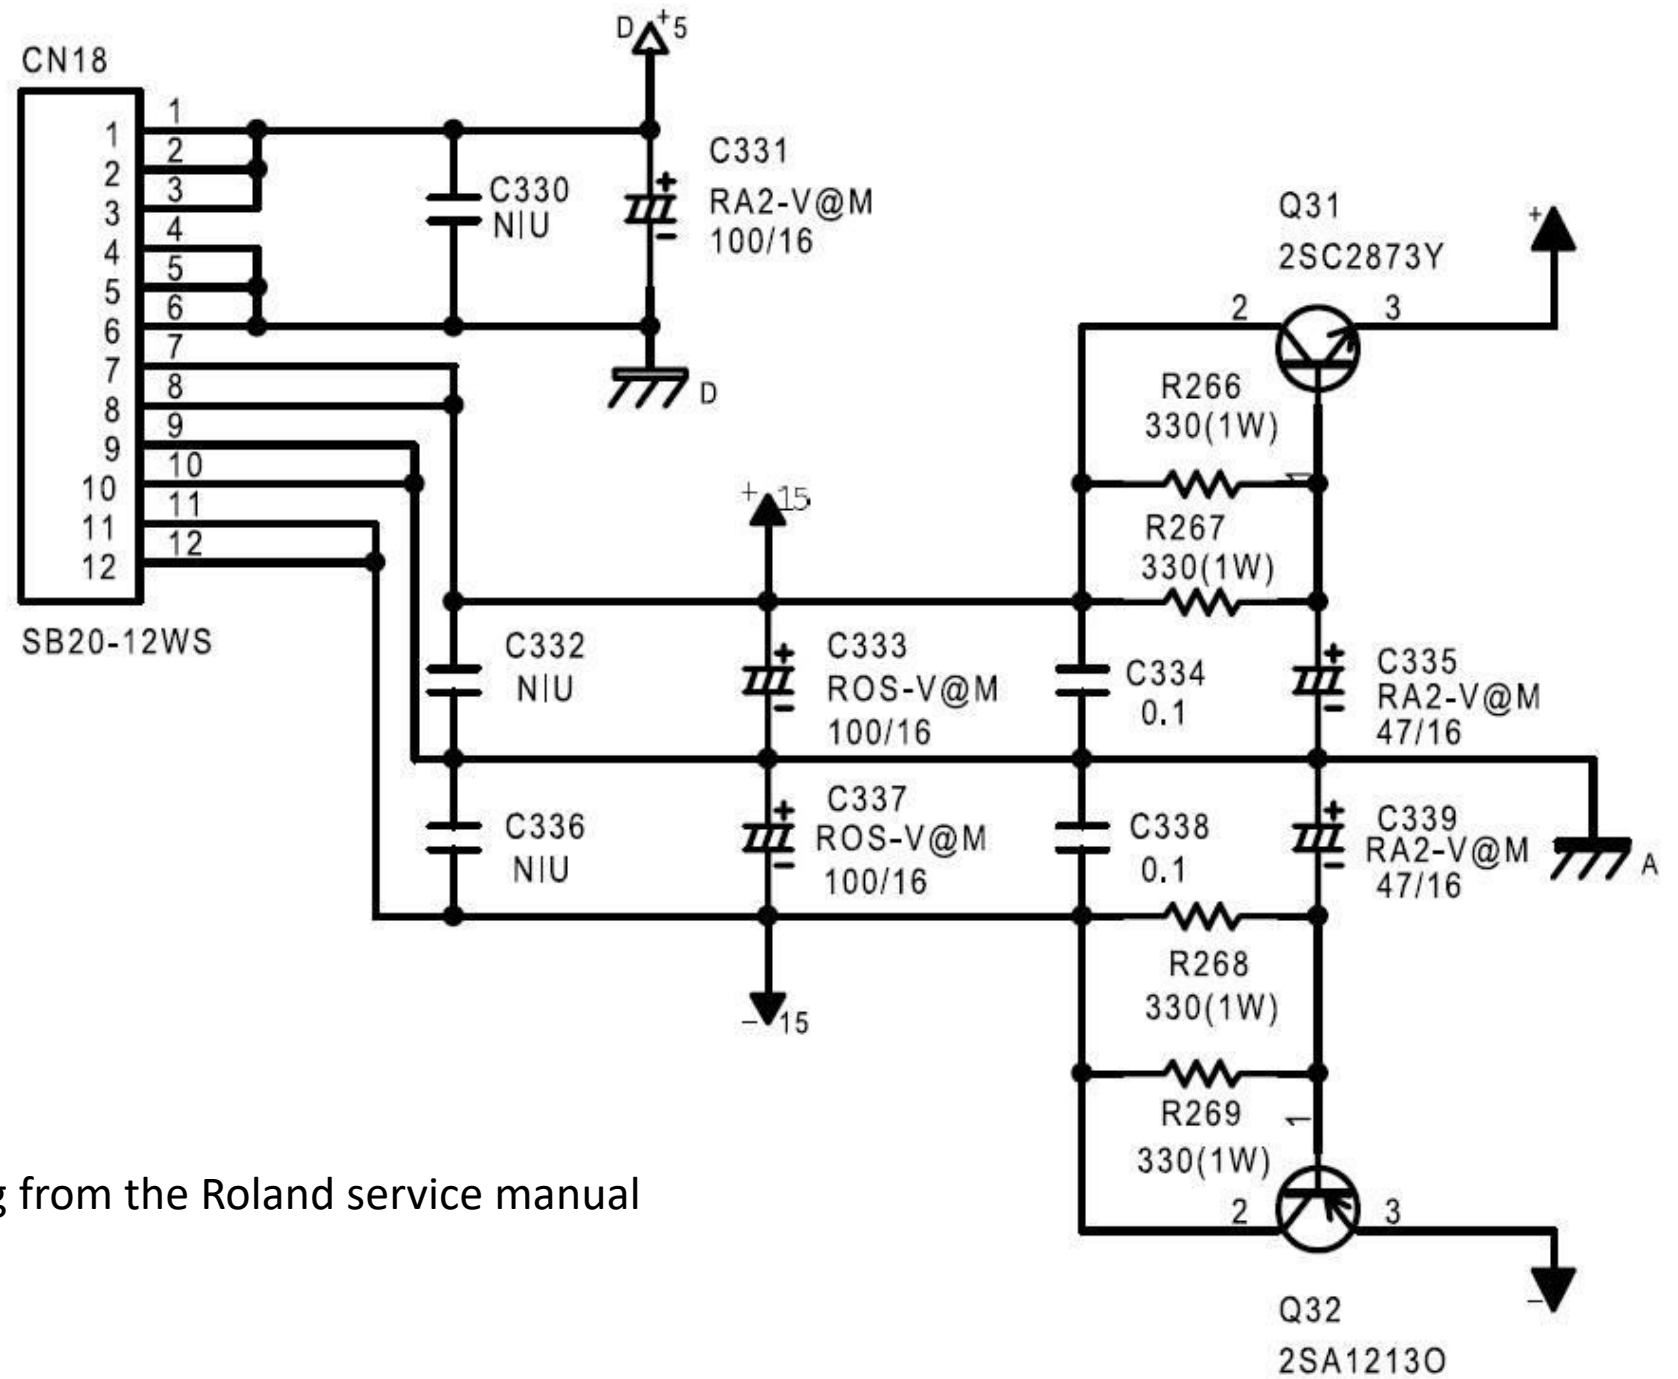 D +5
CN18
1 1
2 2
3 3
4 4
5 5
6 6
7 7
8 8
9 9
10 10
11 11
12 12
SB20-12WS
C330
N|U
C331
RA2-V@M
100/16
D
Q31
2SC2873Y
2 3
+
R266
330(1W)
R267
330(1W)
+ 15
C332
N|U
+
C333
ROS-V@M
100/16
C334
0.1
C335
RA2-V@M
47/16
C336
N|U
C337
ROS-V@M
100/16
C338
0.1
C339
RA2-V@M
47/16
A
R268
330(1W)
- 15
R269
330(1W)
1
2 3
-
Q32
2SA1213O
from the Roland service manual